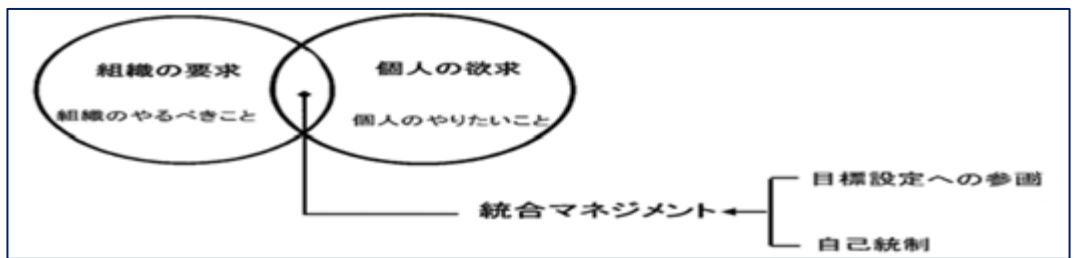 組織の要求
個人の欲求
組織のやるべきこと
個人のやりたいこと
目標設定への参画
統合マネジメント
自己統制